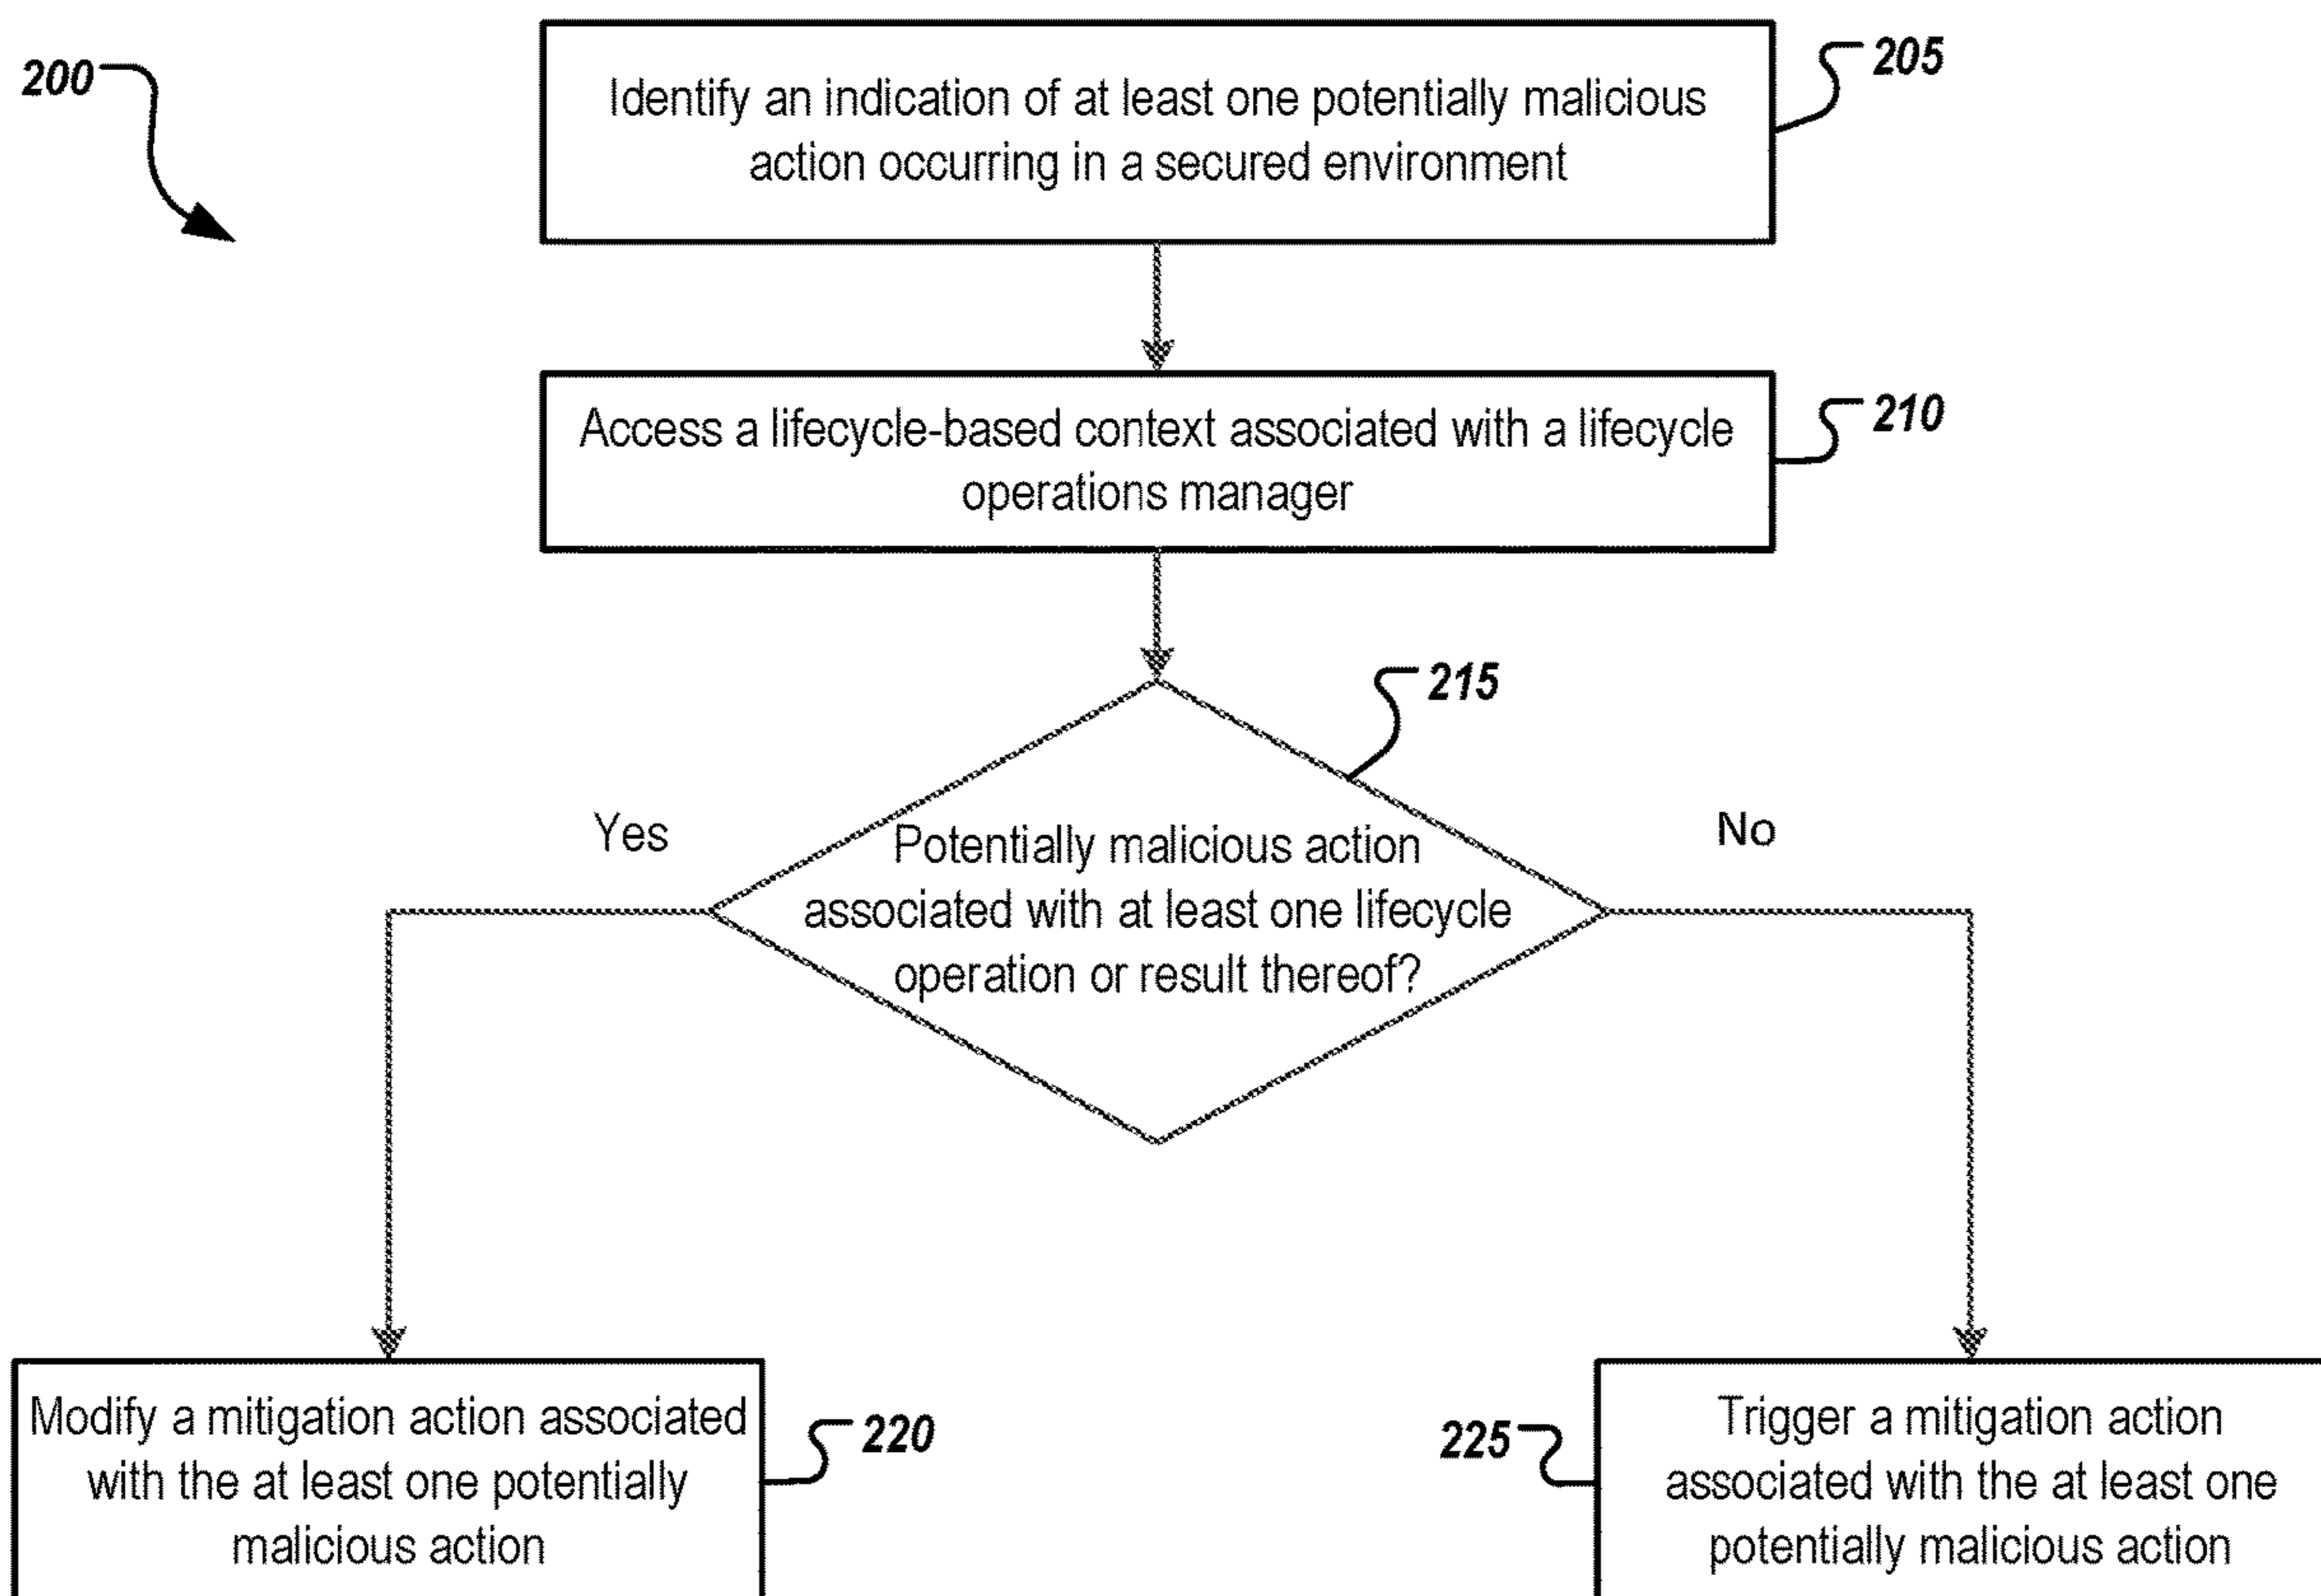 200
Identify an indication of at least one potentially malicious
action occurring in a secured environment
205
Access a lifecycle-based context associated with a lifecycle
operations manager
210
215
Yes
No
Potentially malicious action
associated with at least one lifecycle
operation or result thereof?
Modify a mitigation action associated
with the at least one potentially
malicious action
220
225
Trigger a mitigation action
associated with the at least one
potentially malicious action